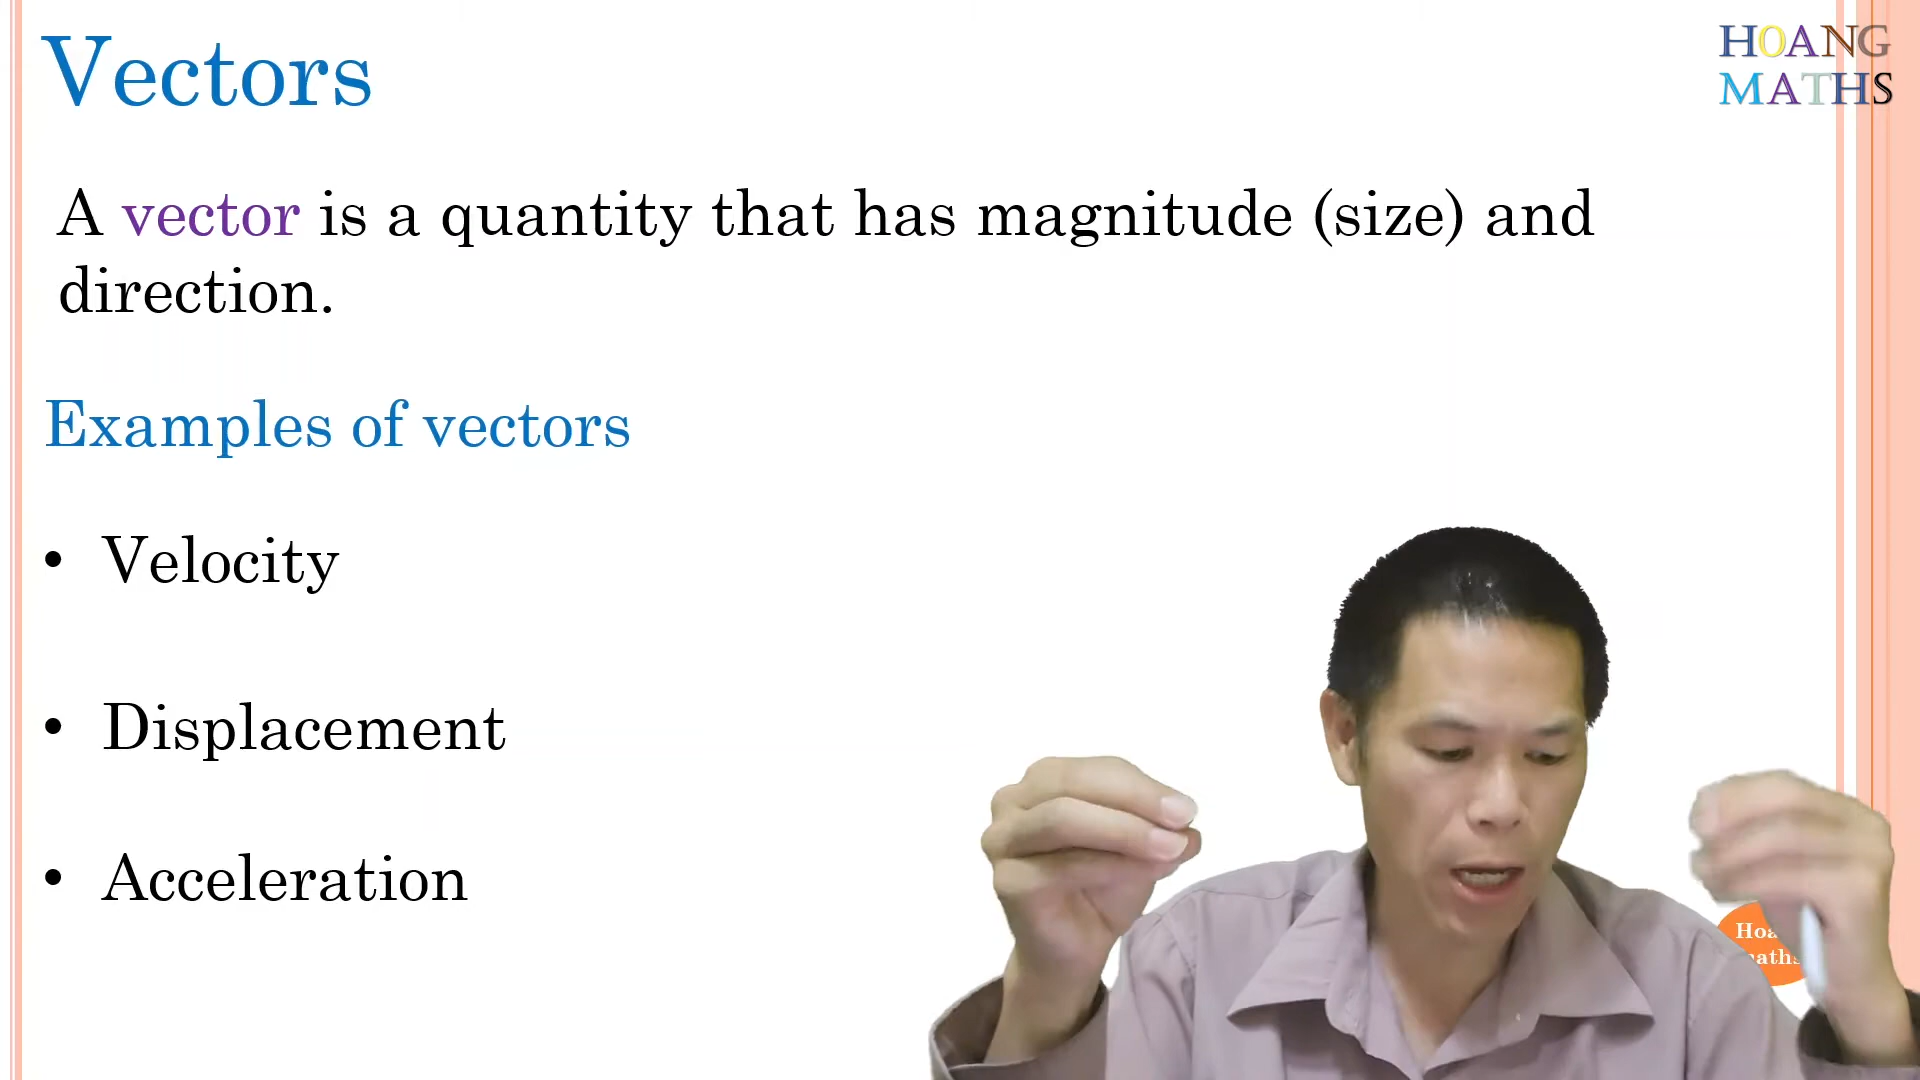 Vectors
HOANG
MATHS
A vector is a quantity that has magnitude (size) and
direction.
Examples of vectors
• Velocity
• Displacement
• Acceleration